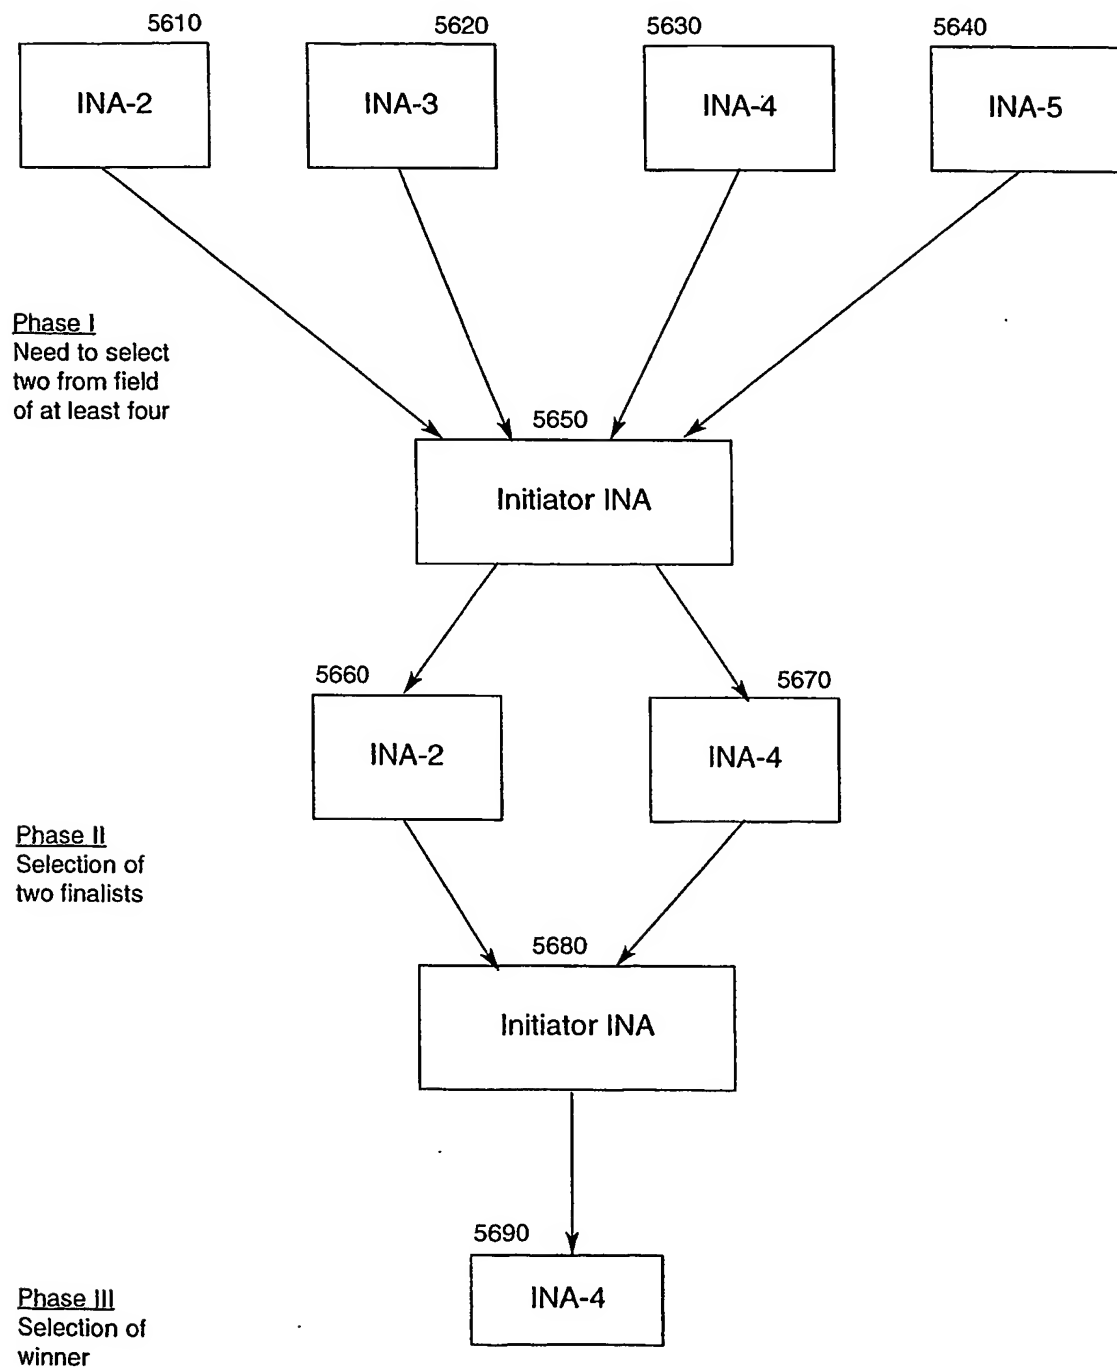 5610
5620
5630
5640
INA-2
INA-3
INA-4
INA-5
Phase I
Need to select
two from field
of at least four
5650
Initiator INA
5660
5670
INA-2
INA-4
Phase II
Selection of
two finalists
5680
Initiator INA
5690
INA-4
Phase III
Selection of
winner